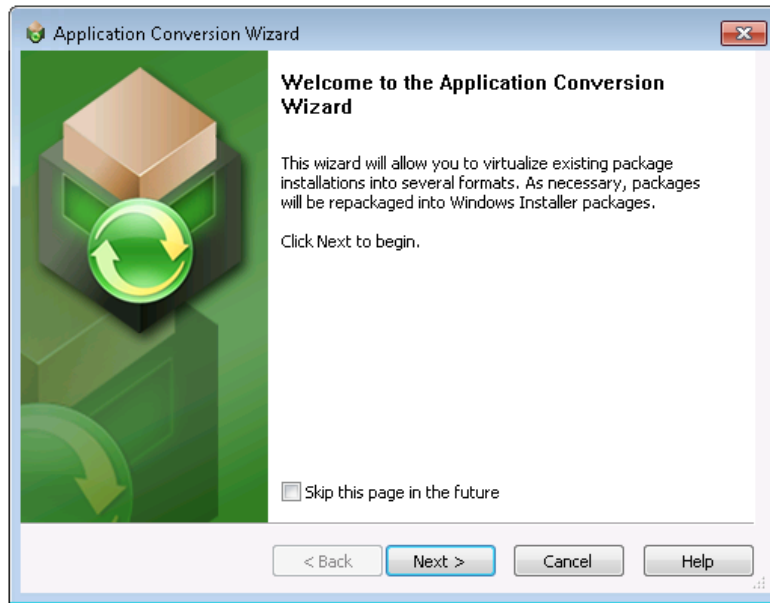 Application Conversion Wizard
Welcome to the Application Conversion
Wizard
This wizard will allow you to virtualize existing package
installations into several formats. As necessary, packages
will be repackaged into Windows Installer packages.
Click Next to begin.
Skip this page in the future
< Back Next > Cancel Help